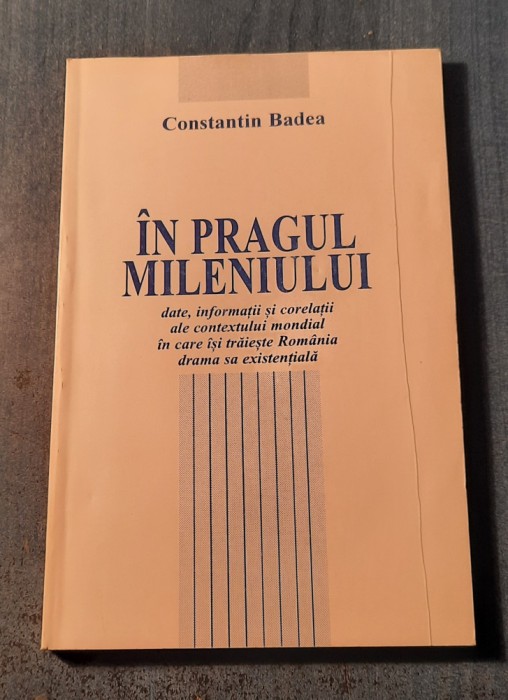 Constantin Badea
ÎN PRAGUL
MILENIULUI
date, informații și corelații
ale contextului mondial
în care își trăiește România
drama sa existențială